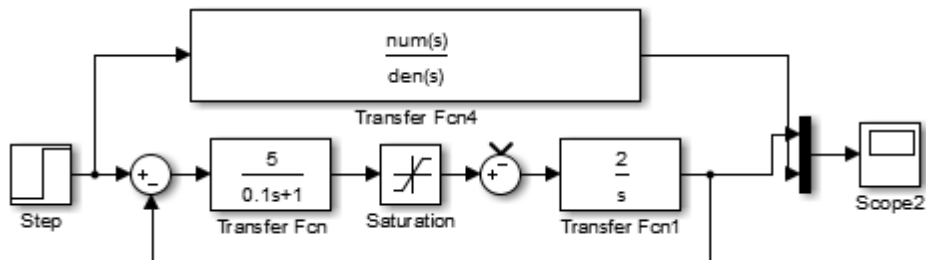 num(s)
den(s)
Transfer Fcn4
5
0.1s+1
2
s
Step
Transfer Fcn
Saturation
Transfer Fcn1
Scope2